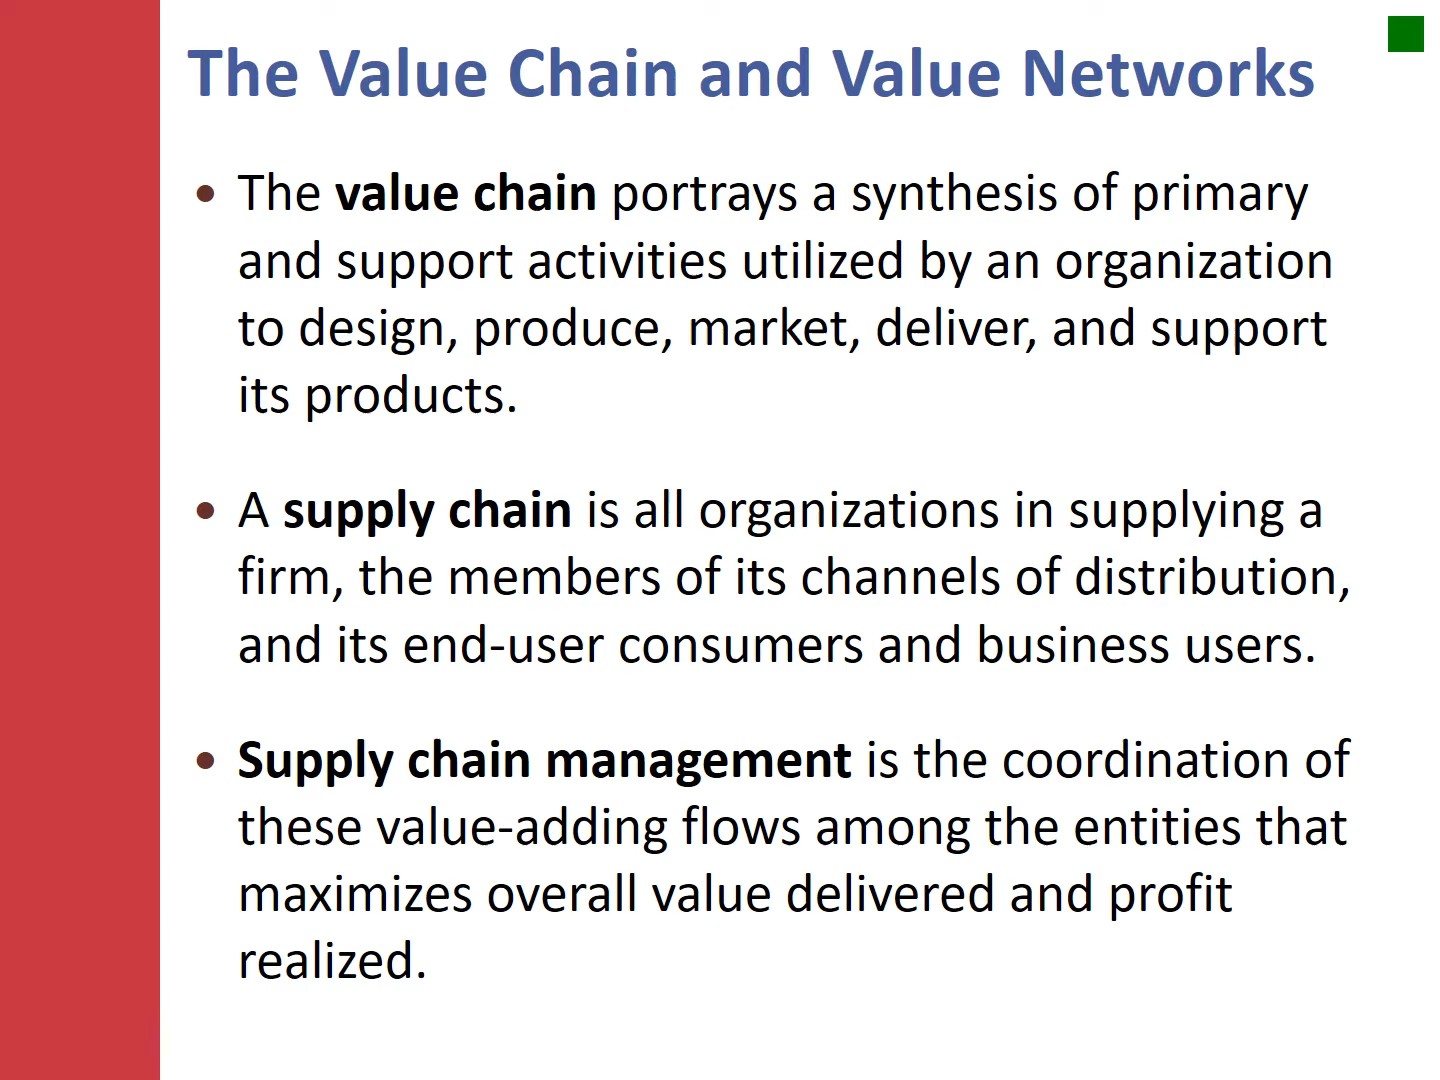 The Value Chain and Value Networks
• The value chain portrays a synthesis of primary
and support activities utilized by an organization
to design, produce, market, deliver, and support
its products.
• A supply chain is all organizations in supplying a
firm, the members of its channels of distribution,
and its end-user consumers and business users.
• Supply chain management is the coordination of
these value-adding flows among the entities that
maximizes overall value delivered and profit
realized.